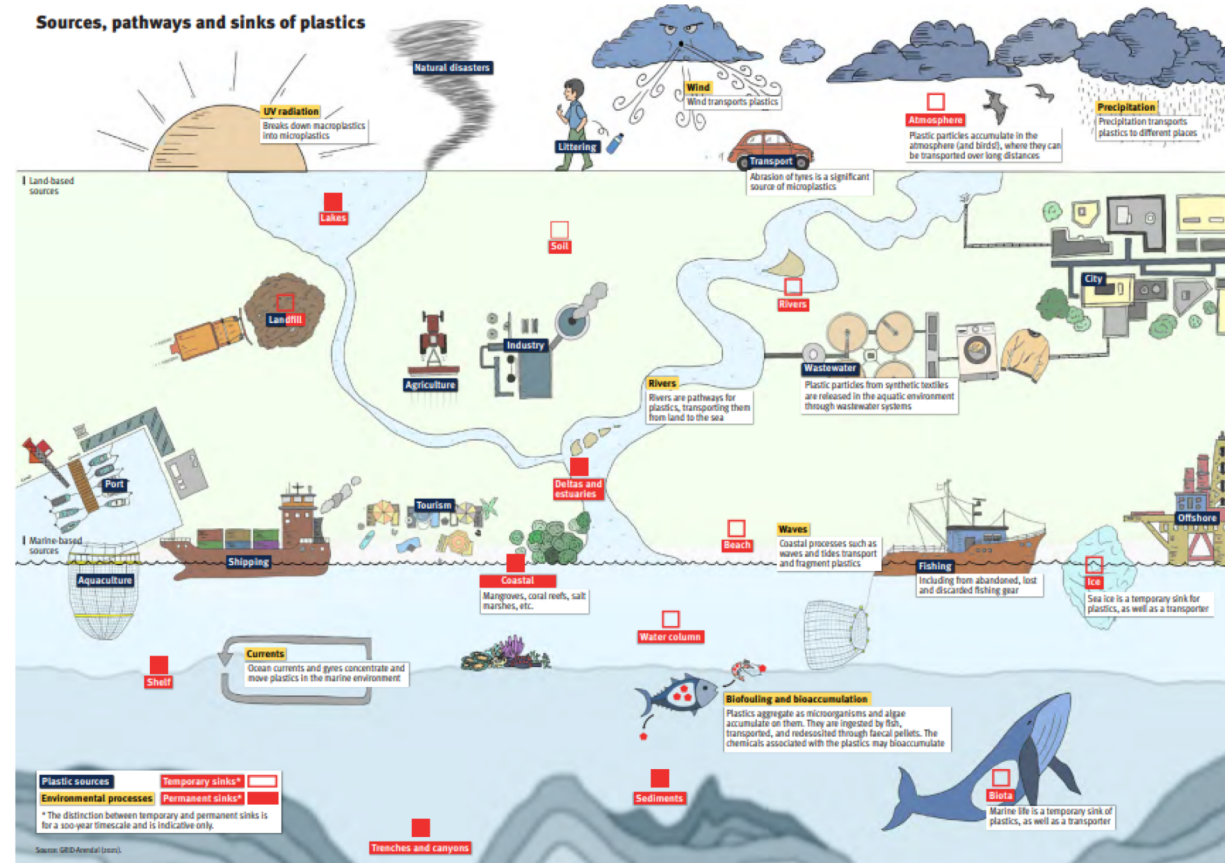 Sources, pathways and sinks of plastics
Natural disasters
UV radiation
Breaks down macroplastics
into microplastics
Littering
Wind
Wind transports plastics
Transport
Abrasion of tyres is a significant
source of microplastics
Atmosphere
Plastic particles accumulate in the
atmosphere (and birds!), where they can
be transported over long distances
Precipitation
Precipitation transports
plastics to different places
Land-based
sources
Lakes
Soil
Rivers
City
Landfill
Industry
Agriculture
Rivers
Rivers are pathways for
plastics, transporting them
from land to the sea
Wastewater
Plastic particles from synthetic textiles
are released in the aquatic environment
through wastewater systems
Port
Deltas and
estuaries
Tourism
Offshore
Marine-based
sources
Shipping
Aquaculture
Coastal
Mangroves, coral reefs, salt
marshes, etc.
Beach
Waves
Coastal processes such as
waves and tides transport
and fragment plastics
Fishing
Including from abandoned, lost
and discarded fishing gear
Ice
Sea ice is a temporary sink for
plastics, as well as a transporter
Water column
Shelf
Currents
Ocean currents and gyres concentrate and
move plastics in the marine environment
Biofouling and bioaccumulation
Plastics aggregate as microorganisms and algae
accumulate on them. They are ingested by fish,
transported, and redesosited through faecal pellets. The
chemicals associated with the plastics may bioaccumulate
Sediments
Biota
Marine life is a temporary sink of
plastics, as well as a transporter
Trenches and canyons
Plastic sources
Temporary sinks*
Environmental processes
Permanent sinks*
* The distinction between temporary and permanent sinks is
for a 100-year timescale and is indicative only.
Source: GRID-Arendal (2021).